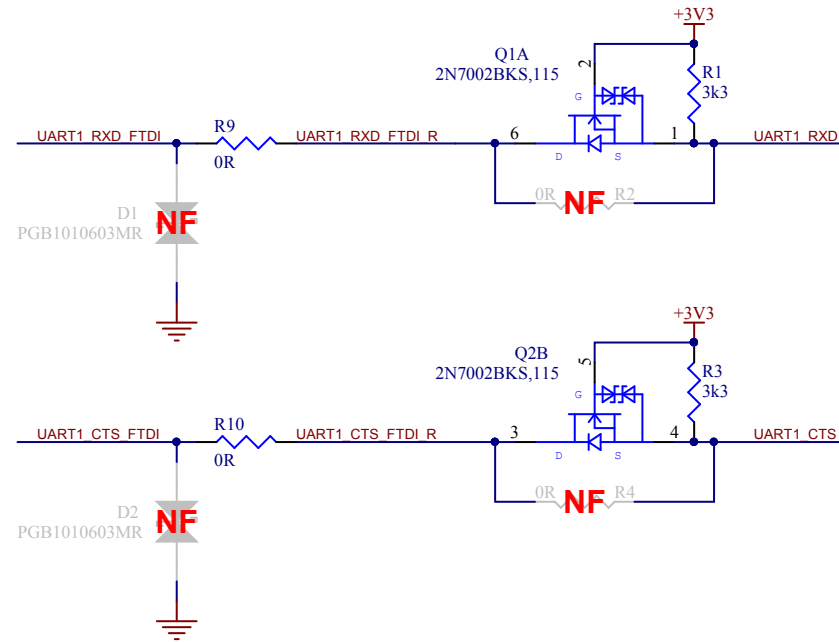 +3V3
Q1A
2N7002BKS,115
2
R1
3k3
G
UART1_RXD_FTDI
R9
0R
UART1_RXD_FTDI_R
6
D
S
1
UART1_RXD
0R
NF
R2
D1
PGB1010603MR
NF
+3V3
Q2B
2N7002BKS,115
5
R3
3k3
G
UART1_CTS_FTDI
R10
0R
UART1_CTS_FTDI_R
3
D
S
4
UART1_CTS
0R
NF
R4
D2
PGB1010603MR
NF